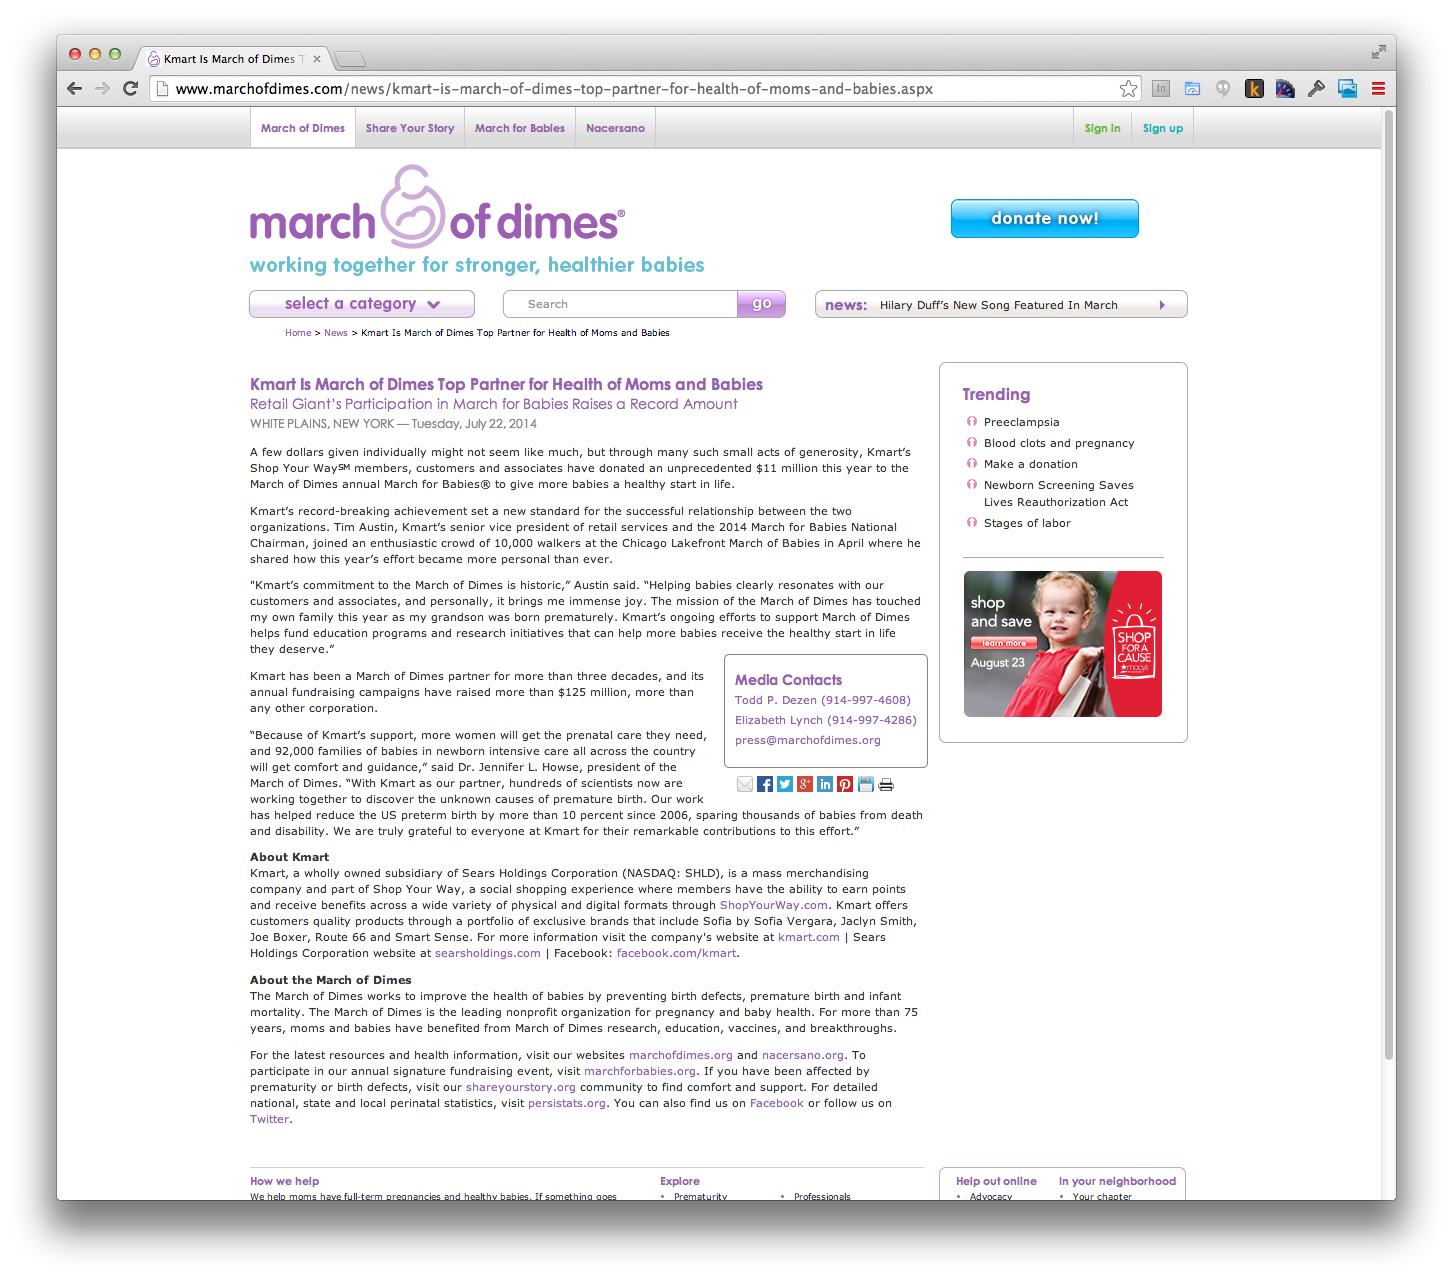 Kmart Is March of Dimes T
www.marchofdimes.com/news/kmart-is-march-of-dimes-top-partner-for-health-of-moms-and-babies.aspx
March of Dimes Share Your Story March for Babies Nacersano Sign in Sign up
march of dimes®
working together for stronger, healthier babies
donate now!
select a category Search go news: Hilary Duff's New Song Featured In March
Home > News > Kmart Is March of Dimes Top Partner for Health of Moms and Babies
Kmart Is March of Dimes Top Partner for Health of Moms and Babies
Retail Giant's Participation in March for Babies Raises a Record Amount
WHITE PLAINS, NEW YORK — Tuesday, July 22, 2014
A few dollars given individually might not seem like much, but through many such small acts of generosity, Kmart's
Shop Your Way℠ members, customers and associates have donated an unprecedented $11 million this year to the
March of Dimes annual March for Babies® to give more babies a healthy start in life.
Kmart's record-breaking achievement set a new standard for the successful relationship between the two
organizations. Tim Austin, Kmart's senior vice president of retail services and the 2014 March for Babies National
Chairman, joined an enthusiastic crowd of 10,000 walkers at the Chicago Lakefront March of Babies in April where he
shared how this year's effort became more personal than ever.
"Kmart's commitment to the March of Dimes is historic,” Austin said. “Helping babies clearly resonates with our
customers and associates, and personally, it brings me immense joy. The mission of the March of Dimes has touched
my own family this year as my grandson was born prematurely. Kmart's ongoing efforts to support March of Dimes
helps fund education programs and research initiatives that can help more babies receive the healthy start in life
they deserve.”
Kmart has been a March of Dimes partner for more than three decades, and its
annual fundraising campaigns have raised more than $125 million, more than
any other corporation.
“Because of Kmart's support, more women will get the prenatal care they need,
and 92,000 families of babies in newborn intensive care all across the country
will get comfort and guidance,” said Dr. Jennifer L. Howse, president of the
March of Dimes. “With Kmart as our partner, hundreds of scientists now are
working together to discover the unknown causes of premature birth. Our work
has helped reduce the US preterm birth by more than 10 percent since 2006, sparing thousands of babies from death
and disability. We are truly grateful to everyone at Kmart for their remarkable contributions to this effort.”
Media Contacts
Todd P. Dezen (914-997-4608)
Elizabeth Lynch (914-997-4286)
press@marchofdimes.org
About Kmart
Kmart, a wholly owned subsidiary of Sears Holdings Corporation (NASDAQ: SHLD), is a mass merchandising
company and part of Shop Your Way, a social shopping experience where members have the ability to earn points
and receive benefits across a wide variety of physical and digital formats through ShopYourWay.com. Kmart offers
customers quality products through a portfolio of exclusive brands that include Sofia by Sofia Vergara, Jaclyn Smith,
Joe Boxer, Route 66 and Smart Sense. For more information visit the company's website at kmart.com | Sears
Holdings Corporation website at searsholdings.com | Facebook: facebook.com/kmart.
About the March of Dimes
The March of Dimes works to improve the health of babies by preventing birth defects, premature birth and infant
mortality. The March of Dimes is the leading nonprofit organization for pregnancy and baby health. For more than 75
years, moms and babies have benefited from March of Dimes research, education, vaccines, and breakthroughs.
For the latest resources and health information, visit our websites marchofdimes.org and nacersano.org. To
participate in our annual signature fundraising event, visit marchforbabies.org. If you have been affected by
prematurity or birth defects, visit our shareyourstory.org community to find comfort and support. For detailed
national, state and local perinatal statistics, visit persistats.org. You can also find us on Facebook or follow us on
Twitter.
Trending
Preeclampsia
Blood clots and pregnancy
Make a donation
Newborn Screening Saves
Lives Reauthorization Act
Stages of labor
shop
and save
learn more
August 23
SHOP
FOR A
CAUSE
macys
How we help
We help moms have full-term pregnancies and healthy babies. If something goes
Explore
• Prematurity • Professionals
Help out online In your neighborhood
• Advocacy • Your chapter